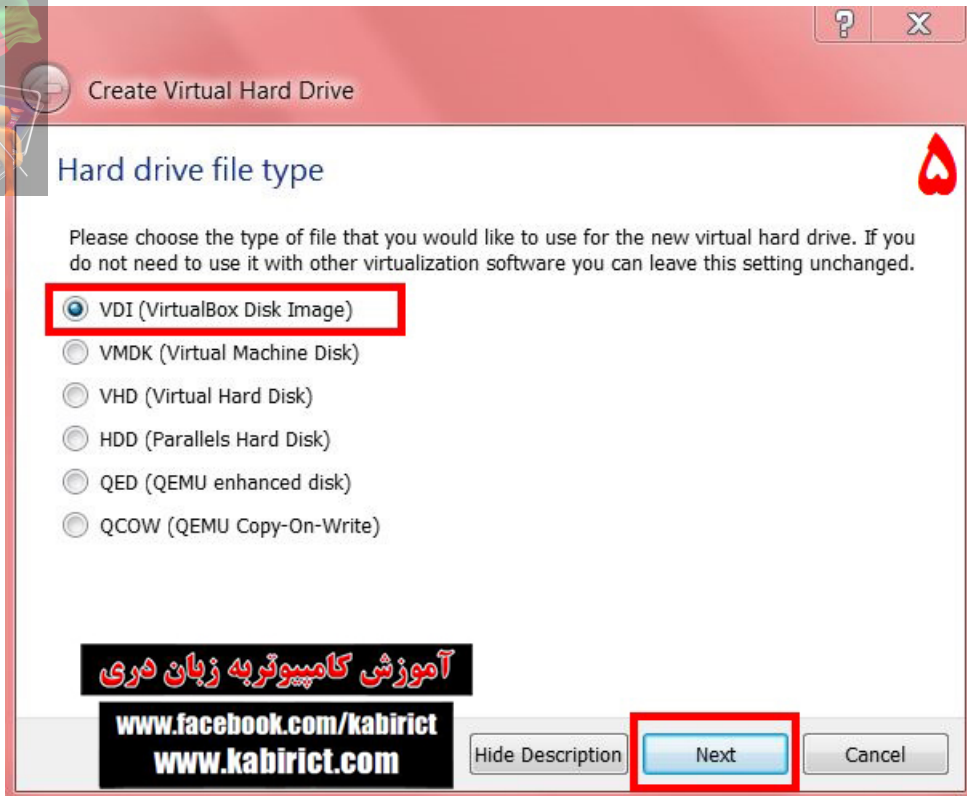 Create Virtual Hard Drive
Hard drive file type
۵
Please choose the type of file that you would like to use for the new virtual hard drive. If you
do not need to use it with other virtualization software you can leave this setting unchanged.
VDI (VirtualBox Disk Image)
VMDK (Virtual Machine Disk)
VHD (Virtual Hard Disk)
HDD (Parallels Hard Disk)
QED (QEMU enhanced disk)
QCOW (QEMU Copy-On-Write)
آموزش کامپیوتربه زبان دری
www.facebook.com/kabirict
www.kabirict.com
Hide Description
Next
Cancel